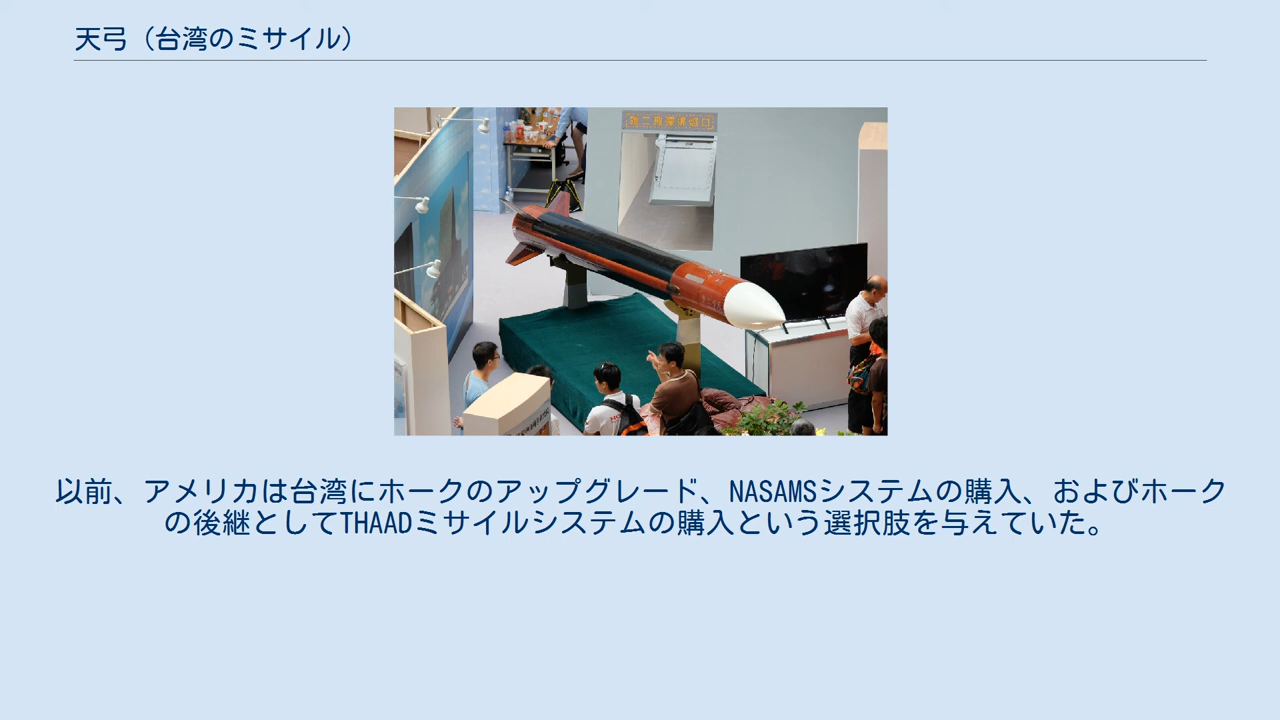 天弓（台湾のミサイル）
以前、アメリカは台湾にホークのアップグレード、NASAMSシステムの購入、およびホーク
の後継としてTHAADミサイルシステムの購入という選択肢を与えていた。